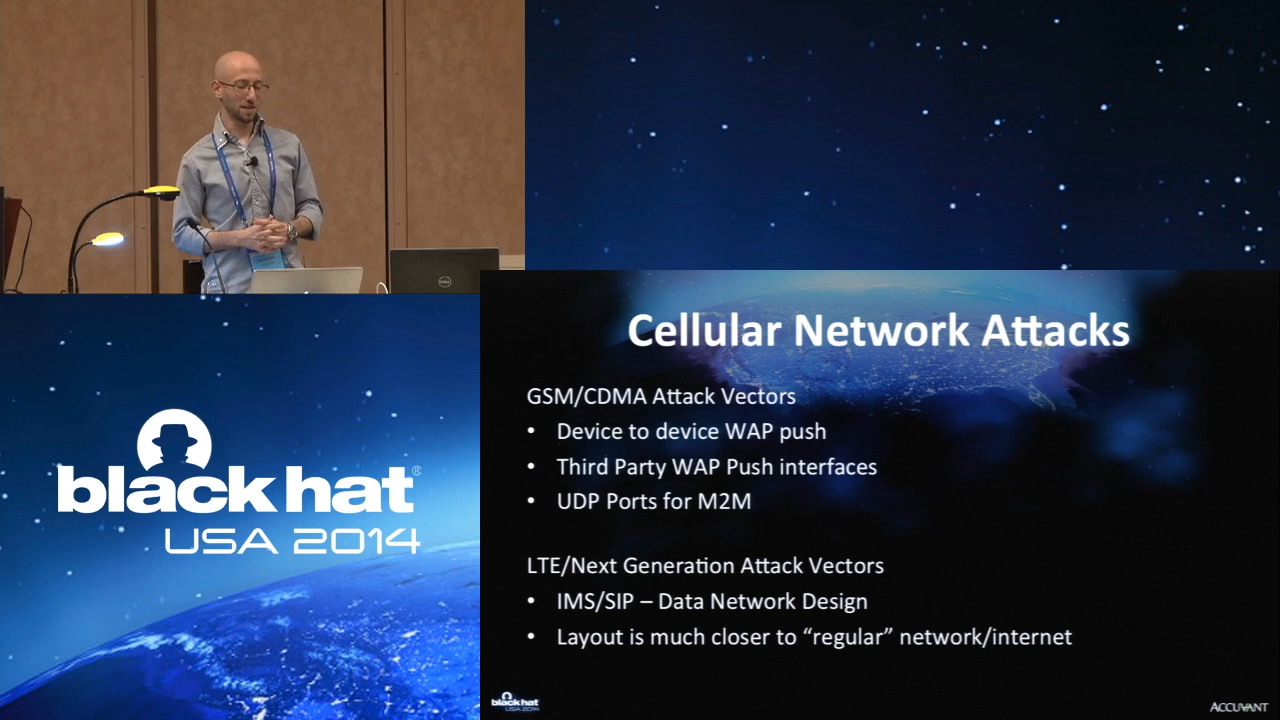 DELL
black hat®
USA 2014
Cellular Network Attacks
GSM/CDMA Attack Vectors
• Device to device WAP push
• Third Party WAP Push interfaces
• UDP Ports for M2M
LTE/Next Generation Attack Vectors
• IMS/SIP – Data Network Design
• Layout is much closer to “regular” network/internet
black hat
USA 2014
ACCUVANT